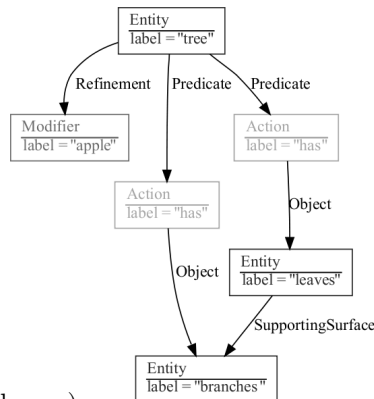 Entity
label = "tree"
Refinement
Predicate
Predicate
Modifier
label = "apple"
Action
label = "has"
Action
label = "has"
Object
Object
Entity
label = "leaves"
SupportingSurface
Entity
label = "branches"